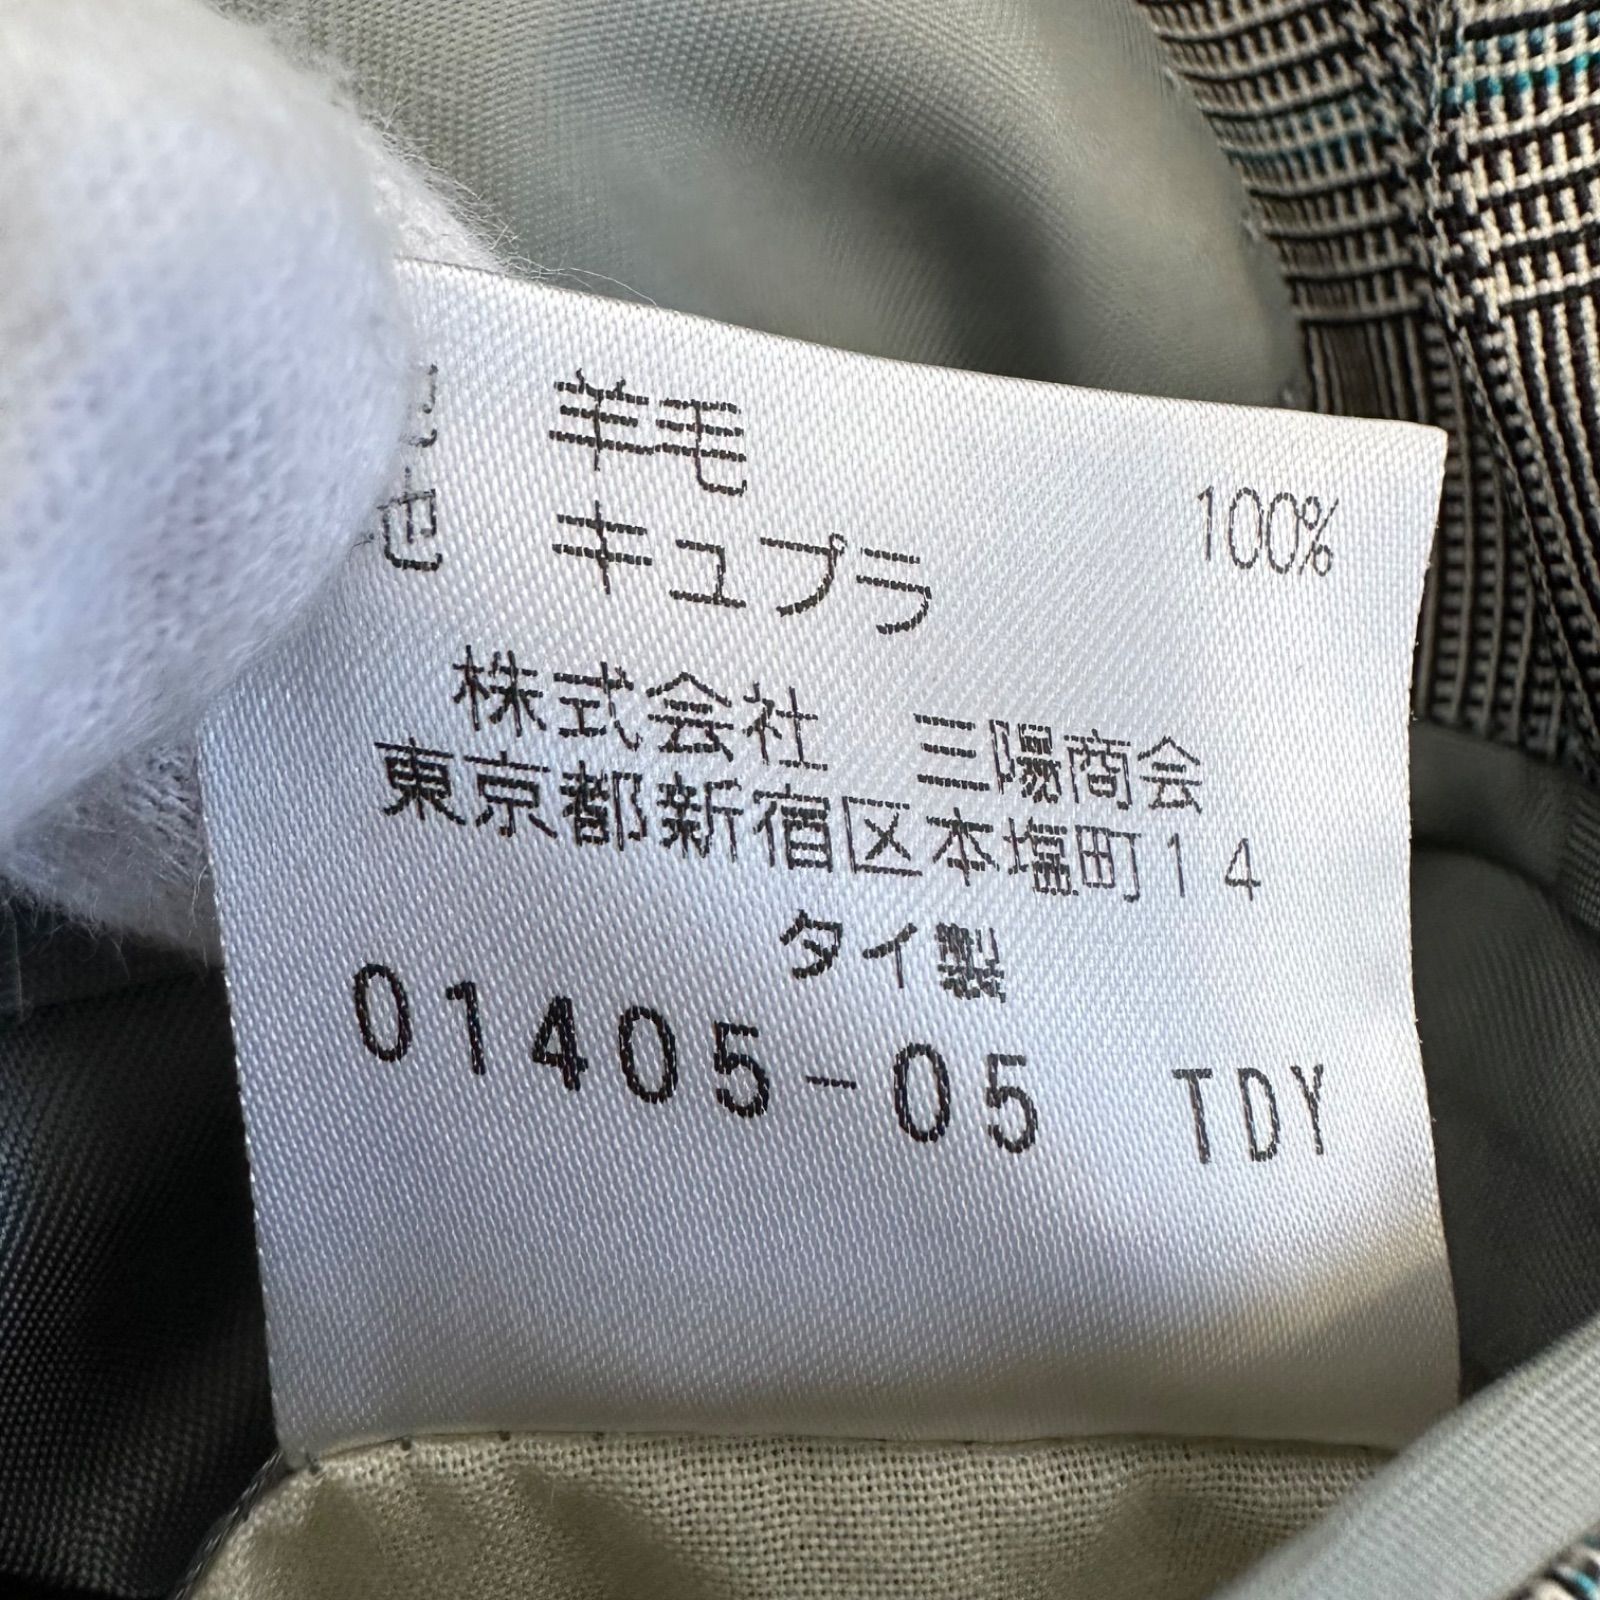 羊毛 100%
地 キュプラ
株式会社 三陽商会
東京都新宿区本塩町14
タイ製
01405-05 TDY